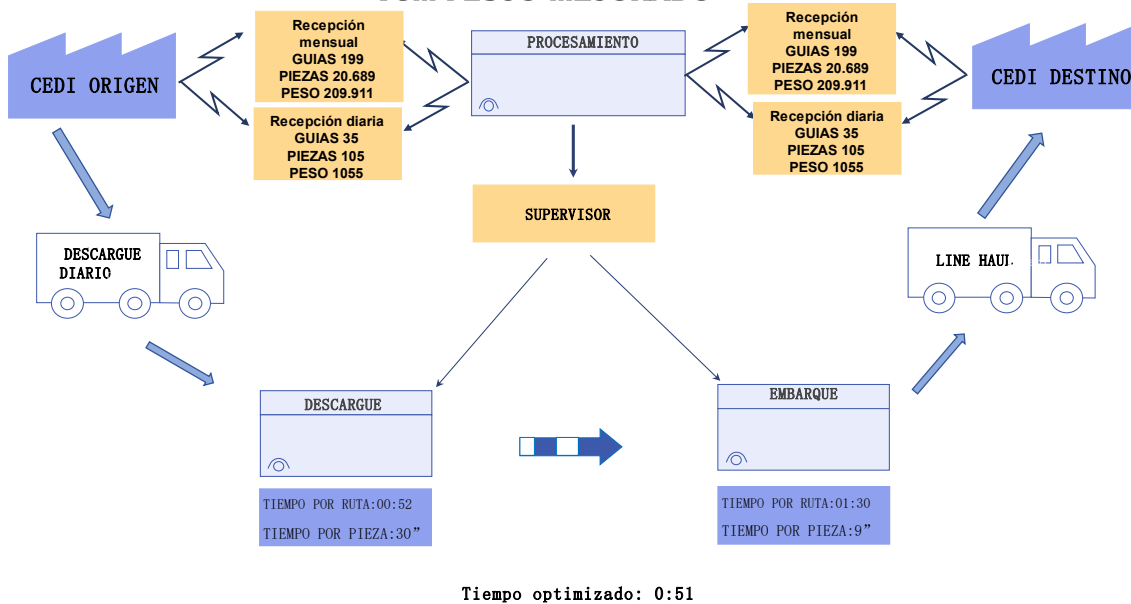 CEDI ORIGEN
Recepción
mensual
GUIAS 199
PIEZAS 20.689
PESO 209.911
Recepción diaria
GUIAS 35
PIEZAS 105
PESO 1055
PROCESAMIENTO
Recepción
mensual
GUIAS 199
PIEZAS 20.689
PESO 209.911
Recepción diaria
GUIAS 35
PIEZAS 105
PESO 1055
CEDI DESTINO
SUPERVISOR
DESCARGUE
DIARIO
LINE HAUL
DESCARGUE
TIEMPO POR RUTA:00:52
TIEMPO POR PIEZA:30”
EMBARQUE
TIEMPO POR RUTA:01:30
TIEMPO POR PIEZA:9”
Tiempo optimizado: 0:51